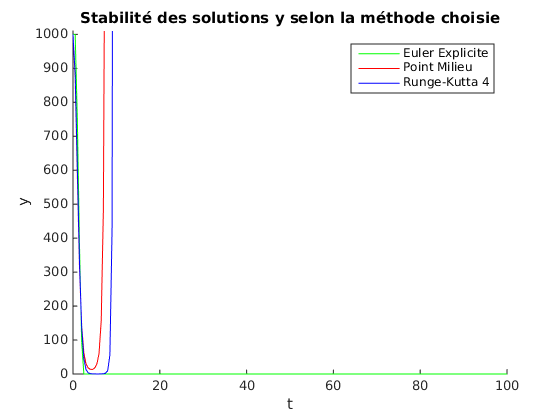 Stabilité des solutions y selon la méthode choisie
1000
900
800
700
600
500
400
300
200
100
0
y
0 20 40 60 80 100
t
Euler Explicite
Point Milieu
Runge-Kutta 4